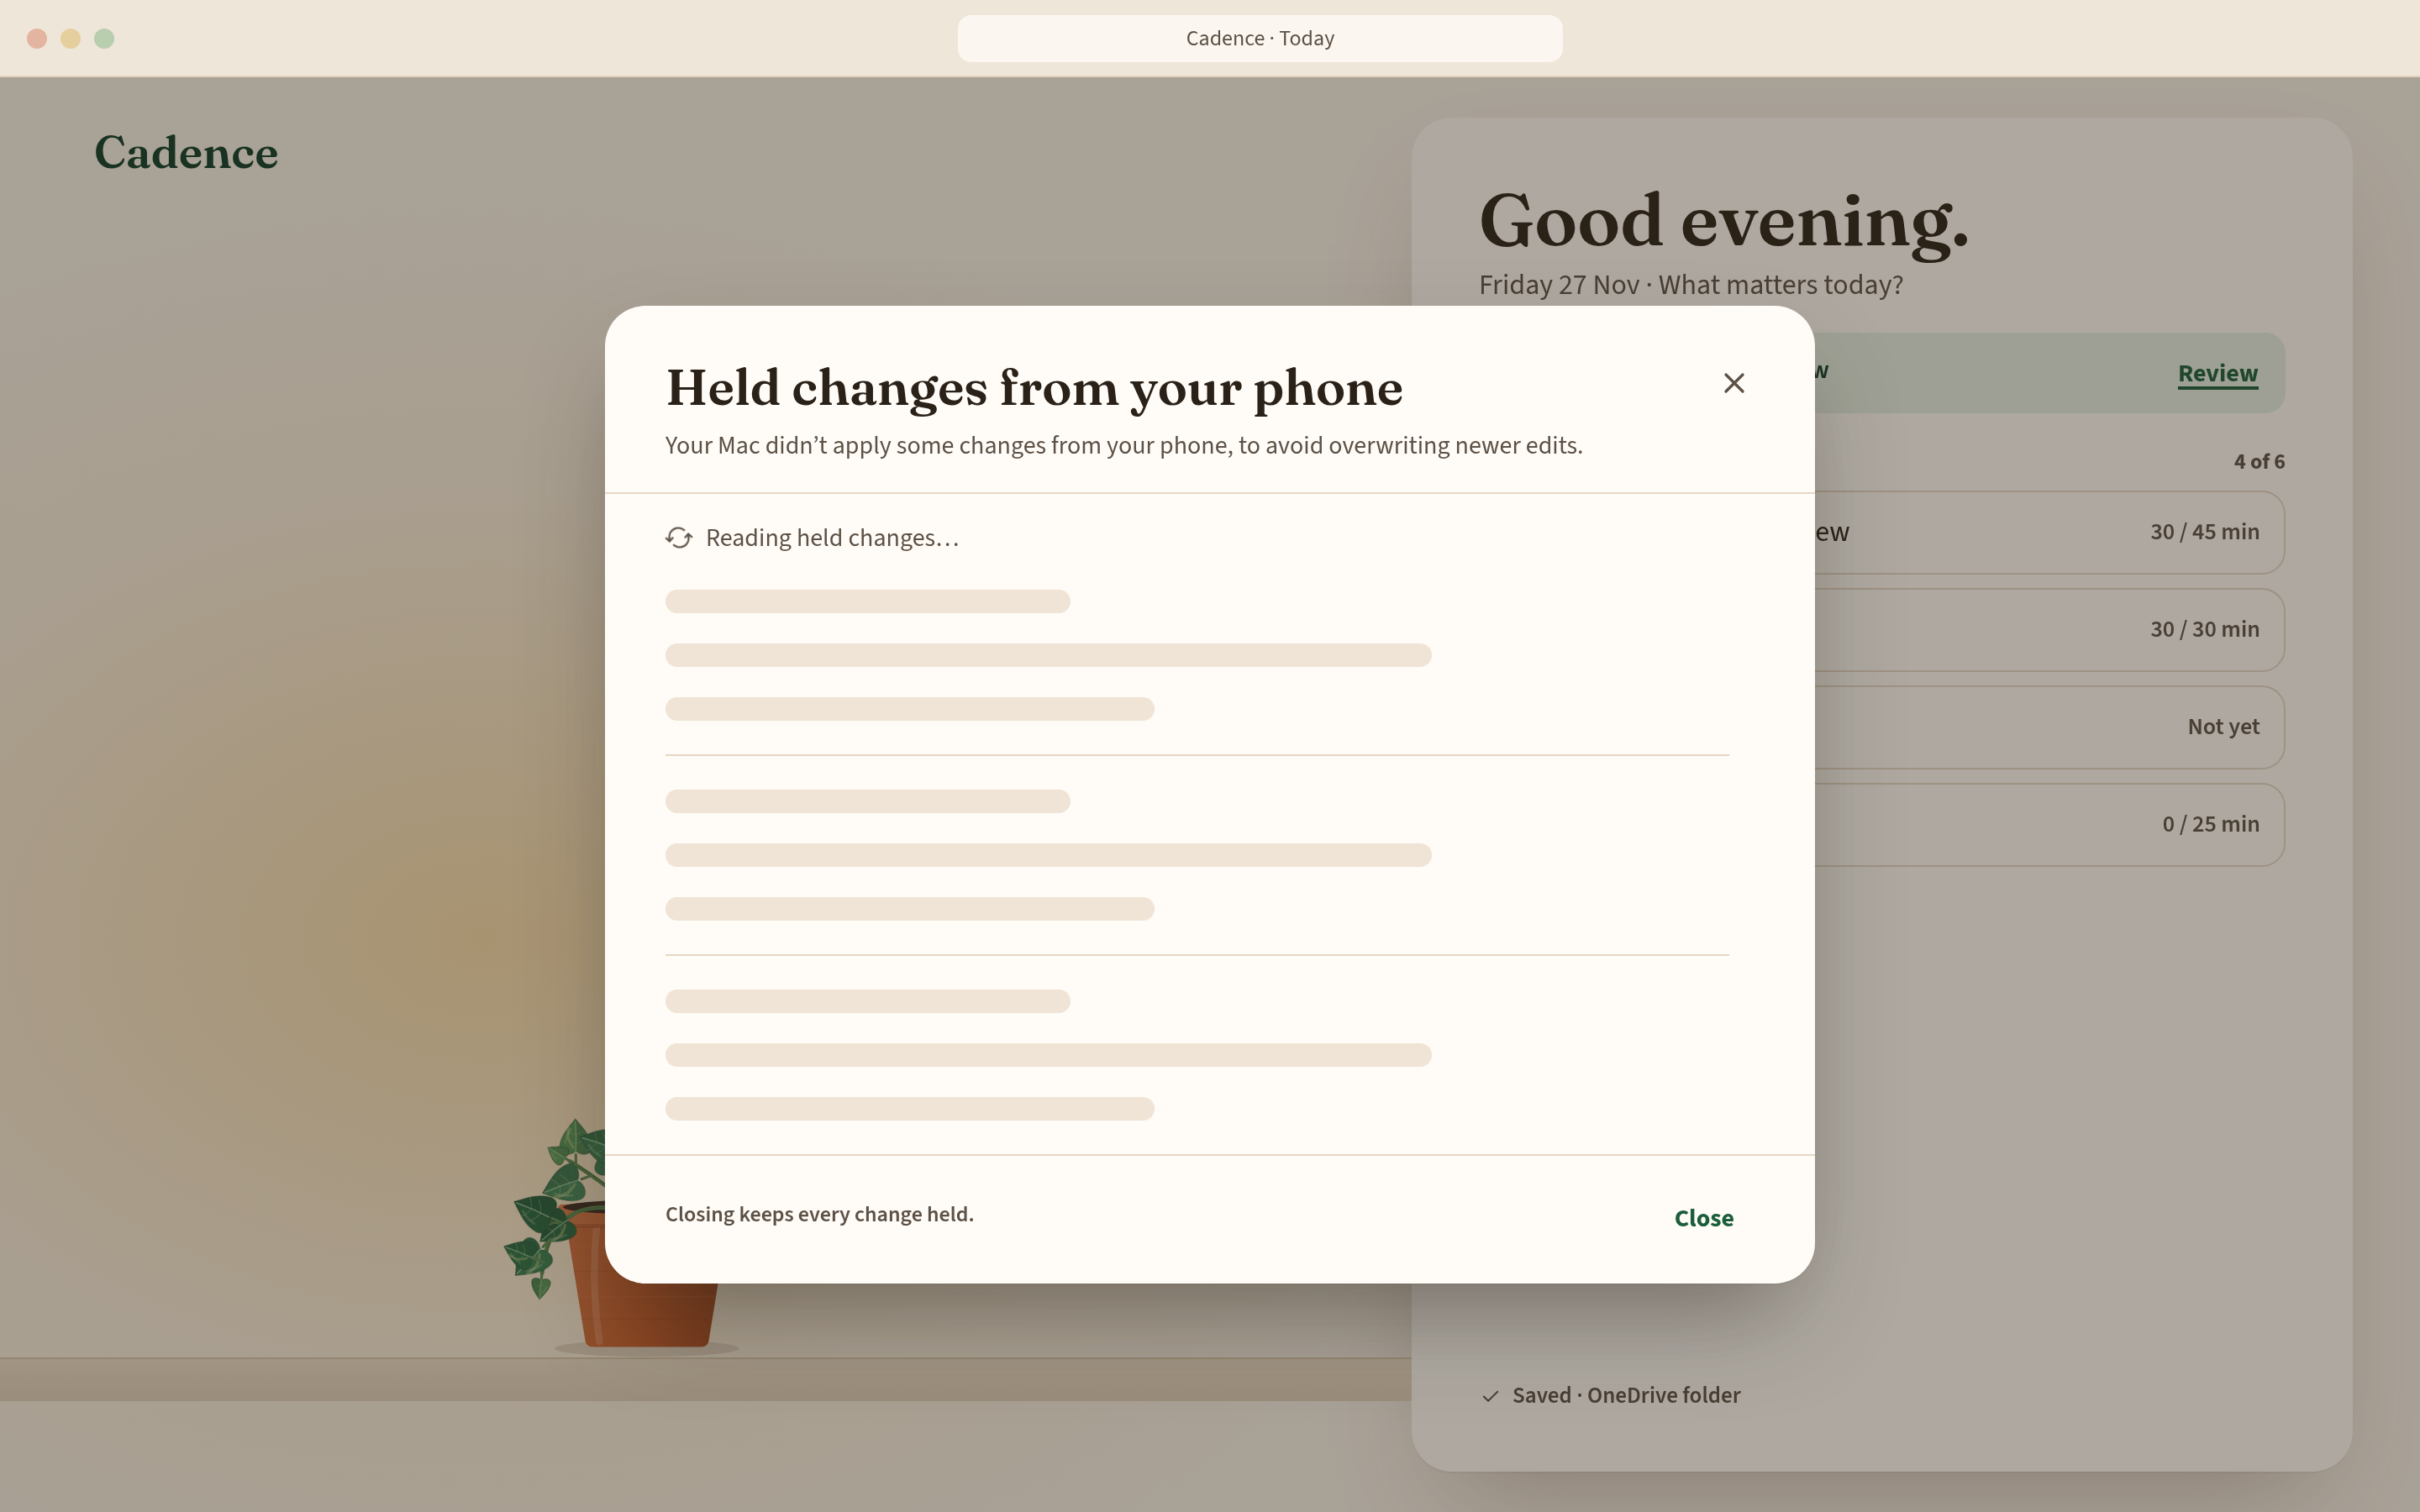 Cadence · Today
Cadence
Good evening.
Friday 27 Nov · What matters today?
Review
4 of 6
30 / 45 min
30 / 30 min
Not yet
0 / 25 min
Held changes from your phone
Your Mac didn’t apply some changes from your phone, to avoid overwriting newer edits.
Reading held changes…
Closing keeps every change held.
Close
Saved · OneDrive folder